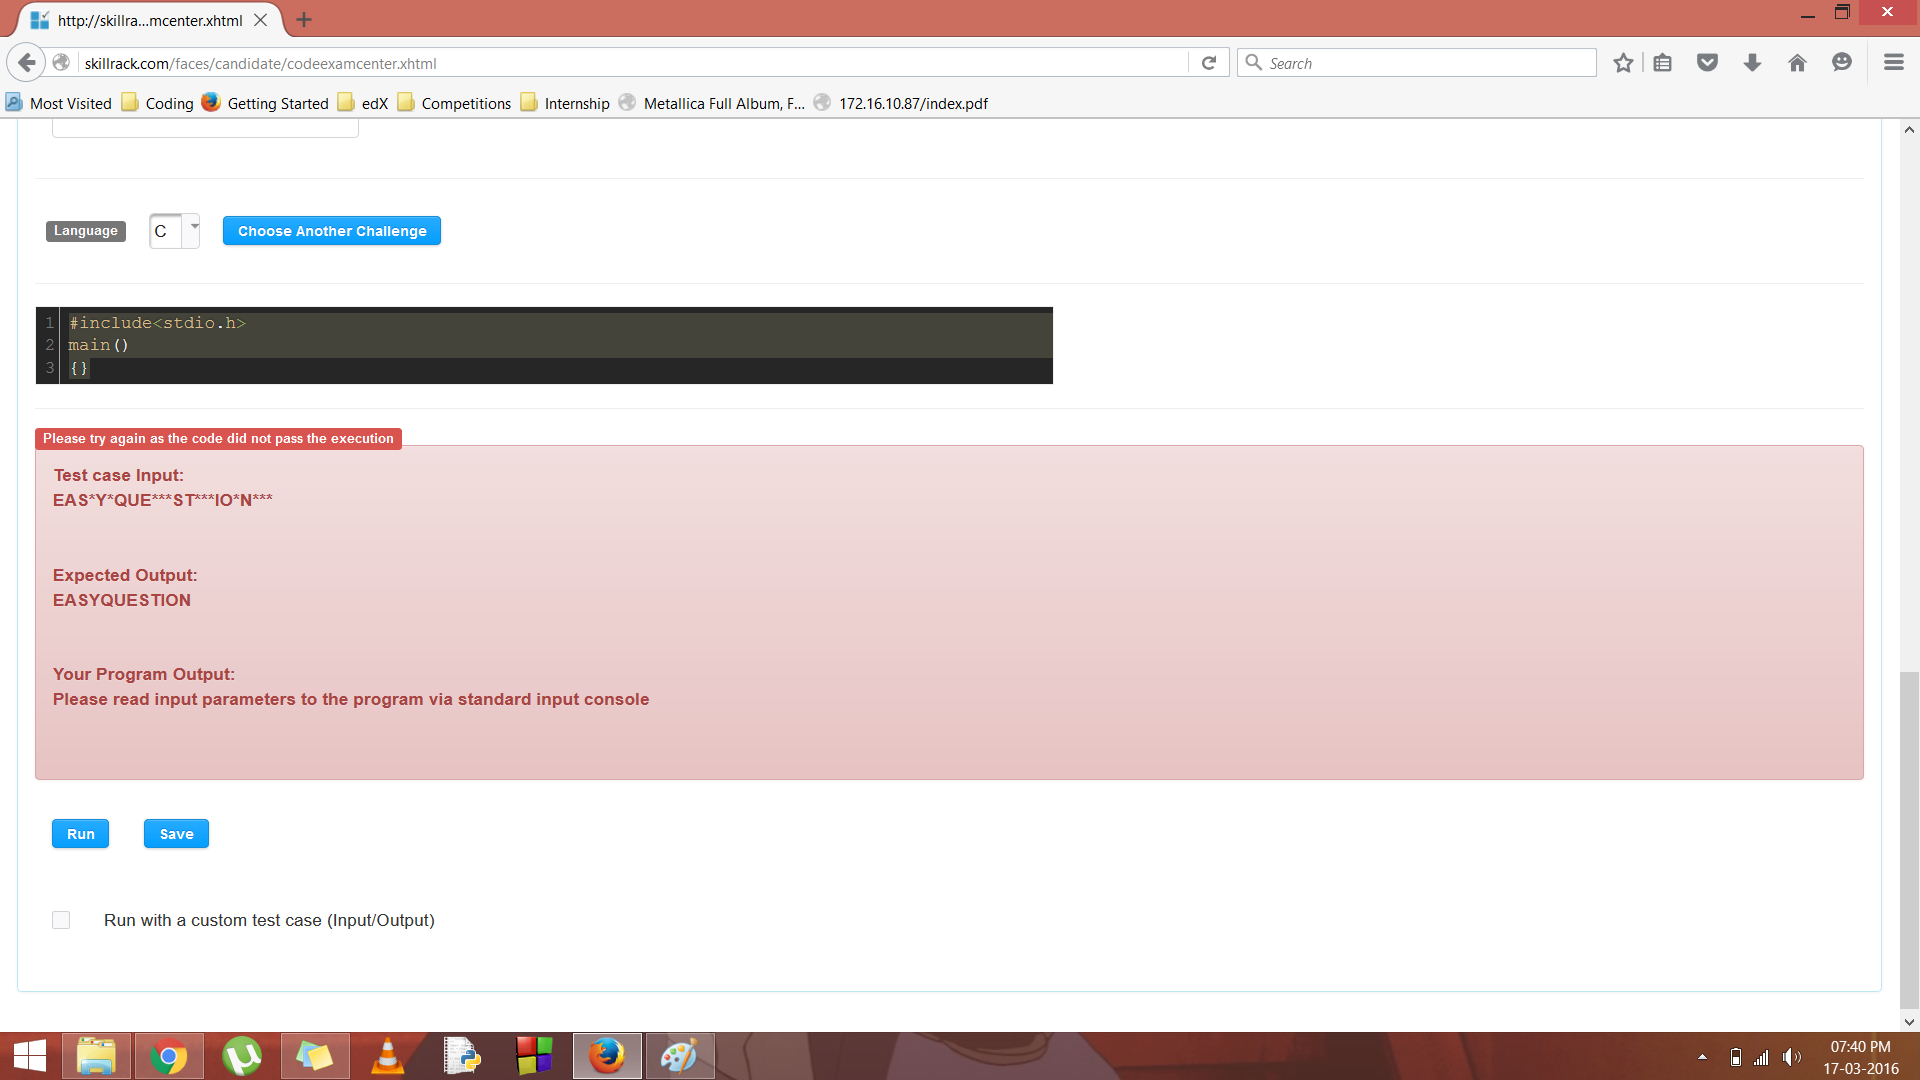 http://skillra...mcenter.xhtml
skillrack.com/faces/candidate/codeexamcenter.xhtml
Search
Most Visited Coding Getting Started edX Competitions Internship Metallica Full Album, F... 172.16.10.87/index.pdf
Language C Choose Another Challenge
1 #include<stdio.h>
2 main()
3 {}
Please try again as the code did not pass the execution
Test case Input:
EAS*Y*QUE***ST***IO*N***
Expected Output:
EASYQUESTION
Your Program Output:
Please read input parameters to the program via standard input console
Run Save
Run with a custom test case (Input/Output)
07:40 PM
17-03-2016